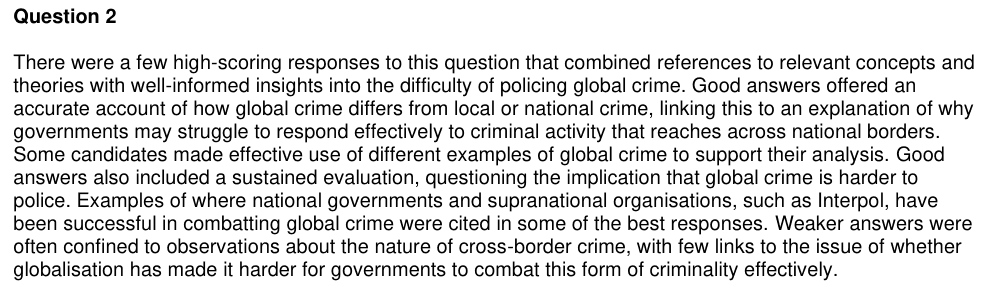 Question 2
There were a few high-scoring responses to this question that combined references to relevant concepts and
theories with well-informed insights into the difficulty of policing global crime. Good answers offered an
accurate account of how global crime differs from local or national crime, linking this to an explanation of why
governments may struggle to respond effectively to criminal activity that reaches across national borders.
Some candidates made effective use of different examples of global crime to support their analysis. Good
answers also included a sustained evaluation, questioning the implication that global crime is harder to
police. Examples of where national governments and supranational organisations, such as Interpol, have
been successful in combatting global crime were cited in some of the best responses. Weaker answers were
often confined to observations about the nature of cross-border crime, with few links to the issue of whether
globalisation has made it harder for governments to combat this form of criminality effectively.